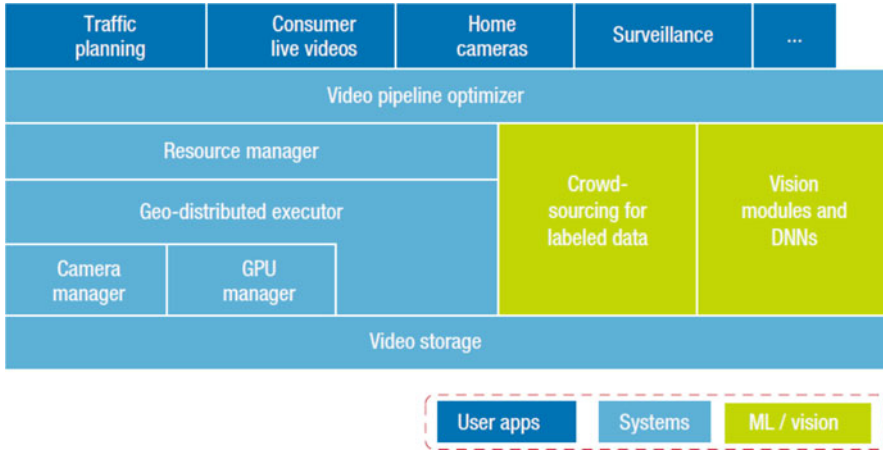 Traffic
planning
Consumer
live videos
Home
cameras
Surveillance
...
Video pipeline optimizer
Resource manager
Geo-distributed executor
Camera
manager
GPU
manager
Crowd-
sourcing for
labeled data
Vision
modules and
DNNs
Video storage
User apps
Systems
ML / vision